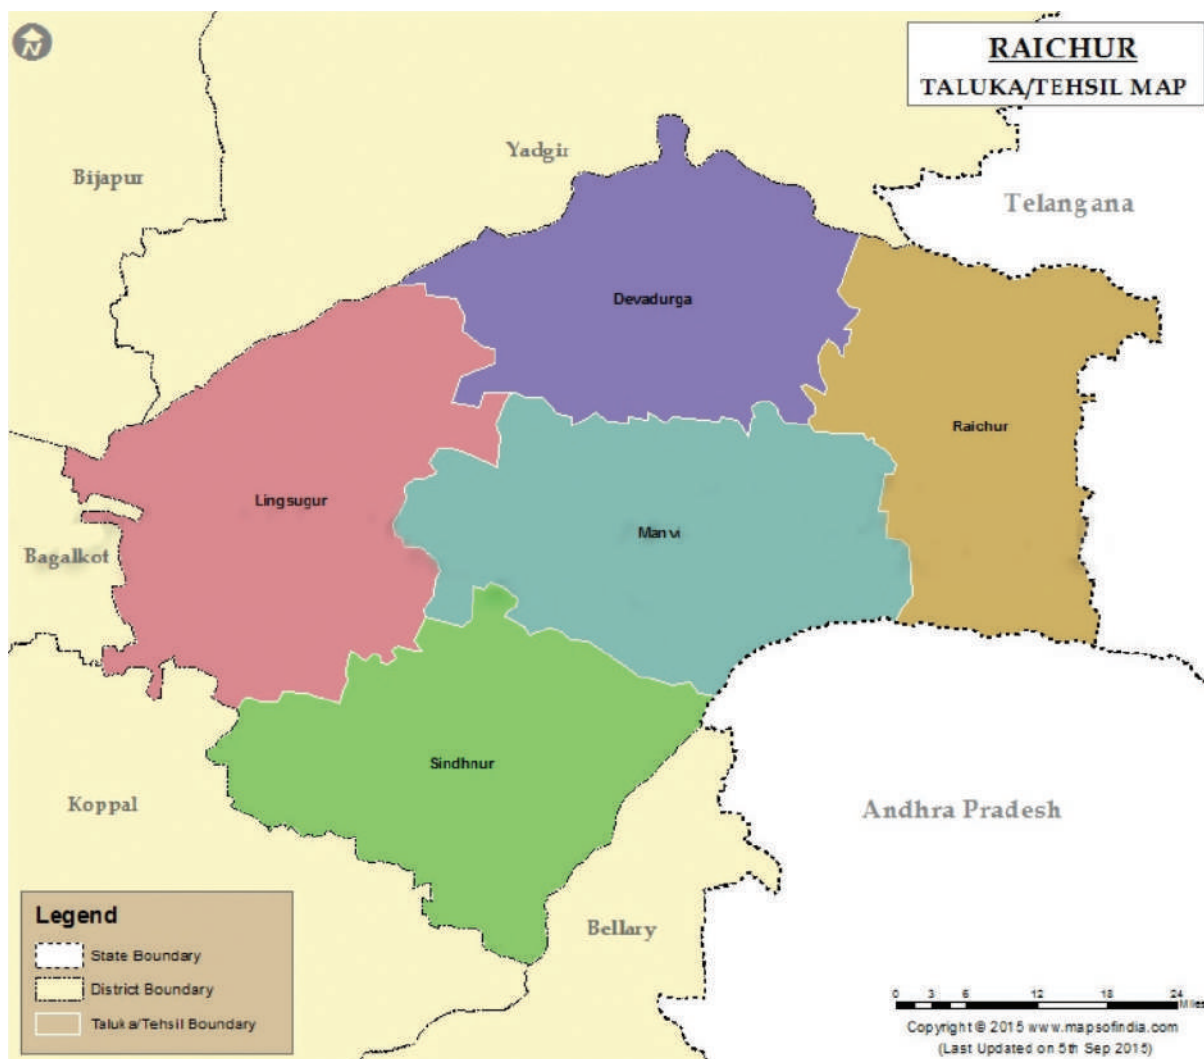 N
RAICHUR
TALUKA/TEHSIL MAP
Yadgir
Bijapur
Telangana
Devadurga
Raichur
Lingsugur
Manvi
Bagalkot
Sindhnur
Koppal
Andhra Pradesh
Bellary
Legend
State Boundary
District Boundary
Taluka/Tehsil Boundary
0 3 6 12 18 24
Miles
Copyright © 2015 www.mapsofindia.com
(Last Updated on 5th Sep 2015)